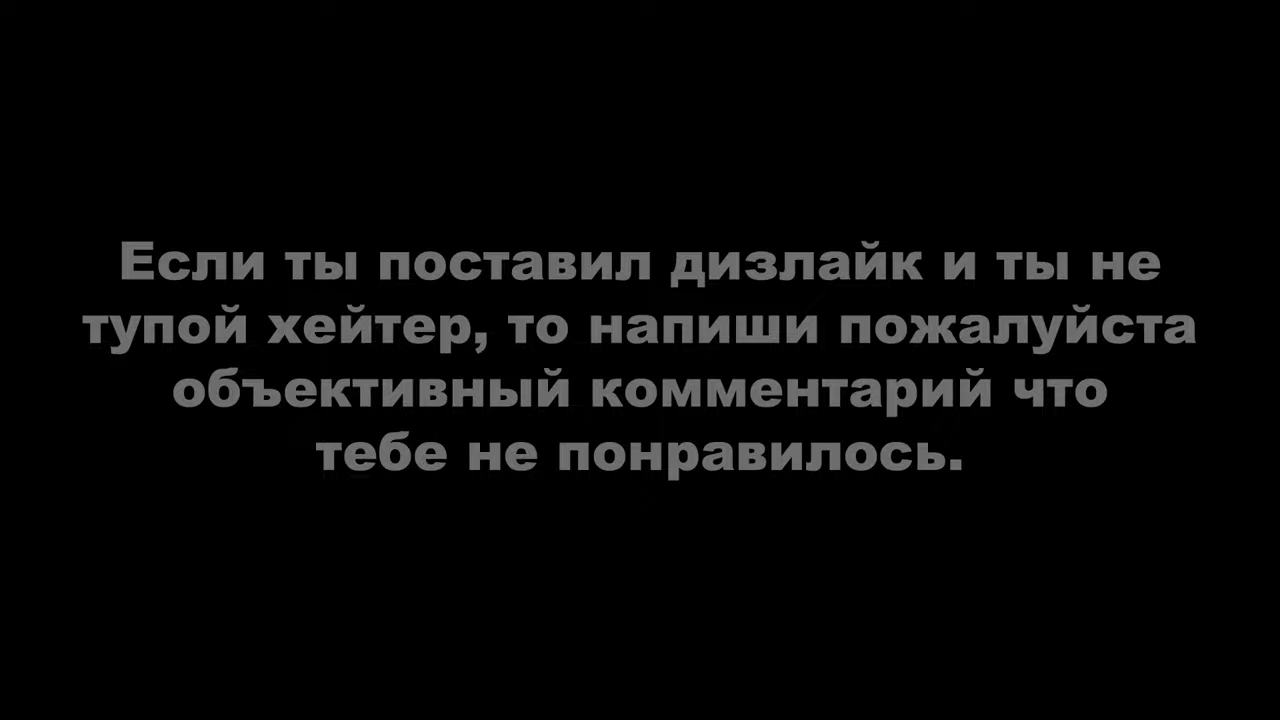 Если ты поставил дизлайк и ты не
тупой хейтер, то напиши пожалуйста
объективный комментарий что
тебе не понравилось.